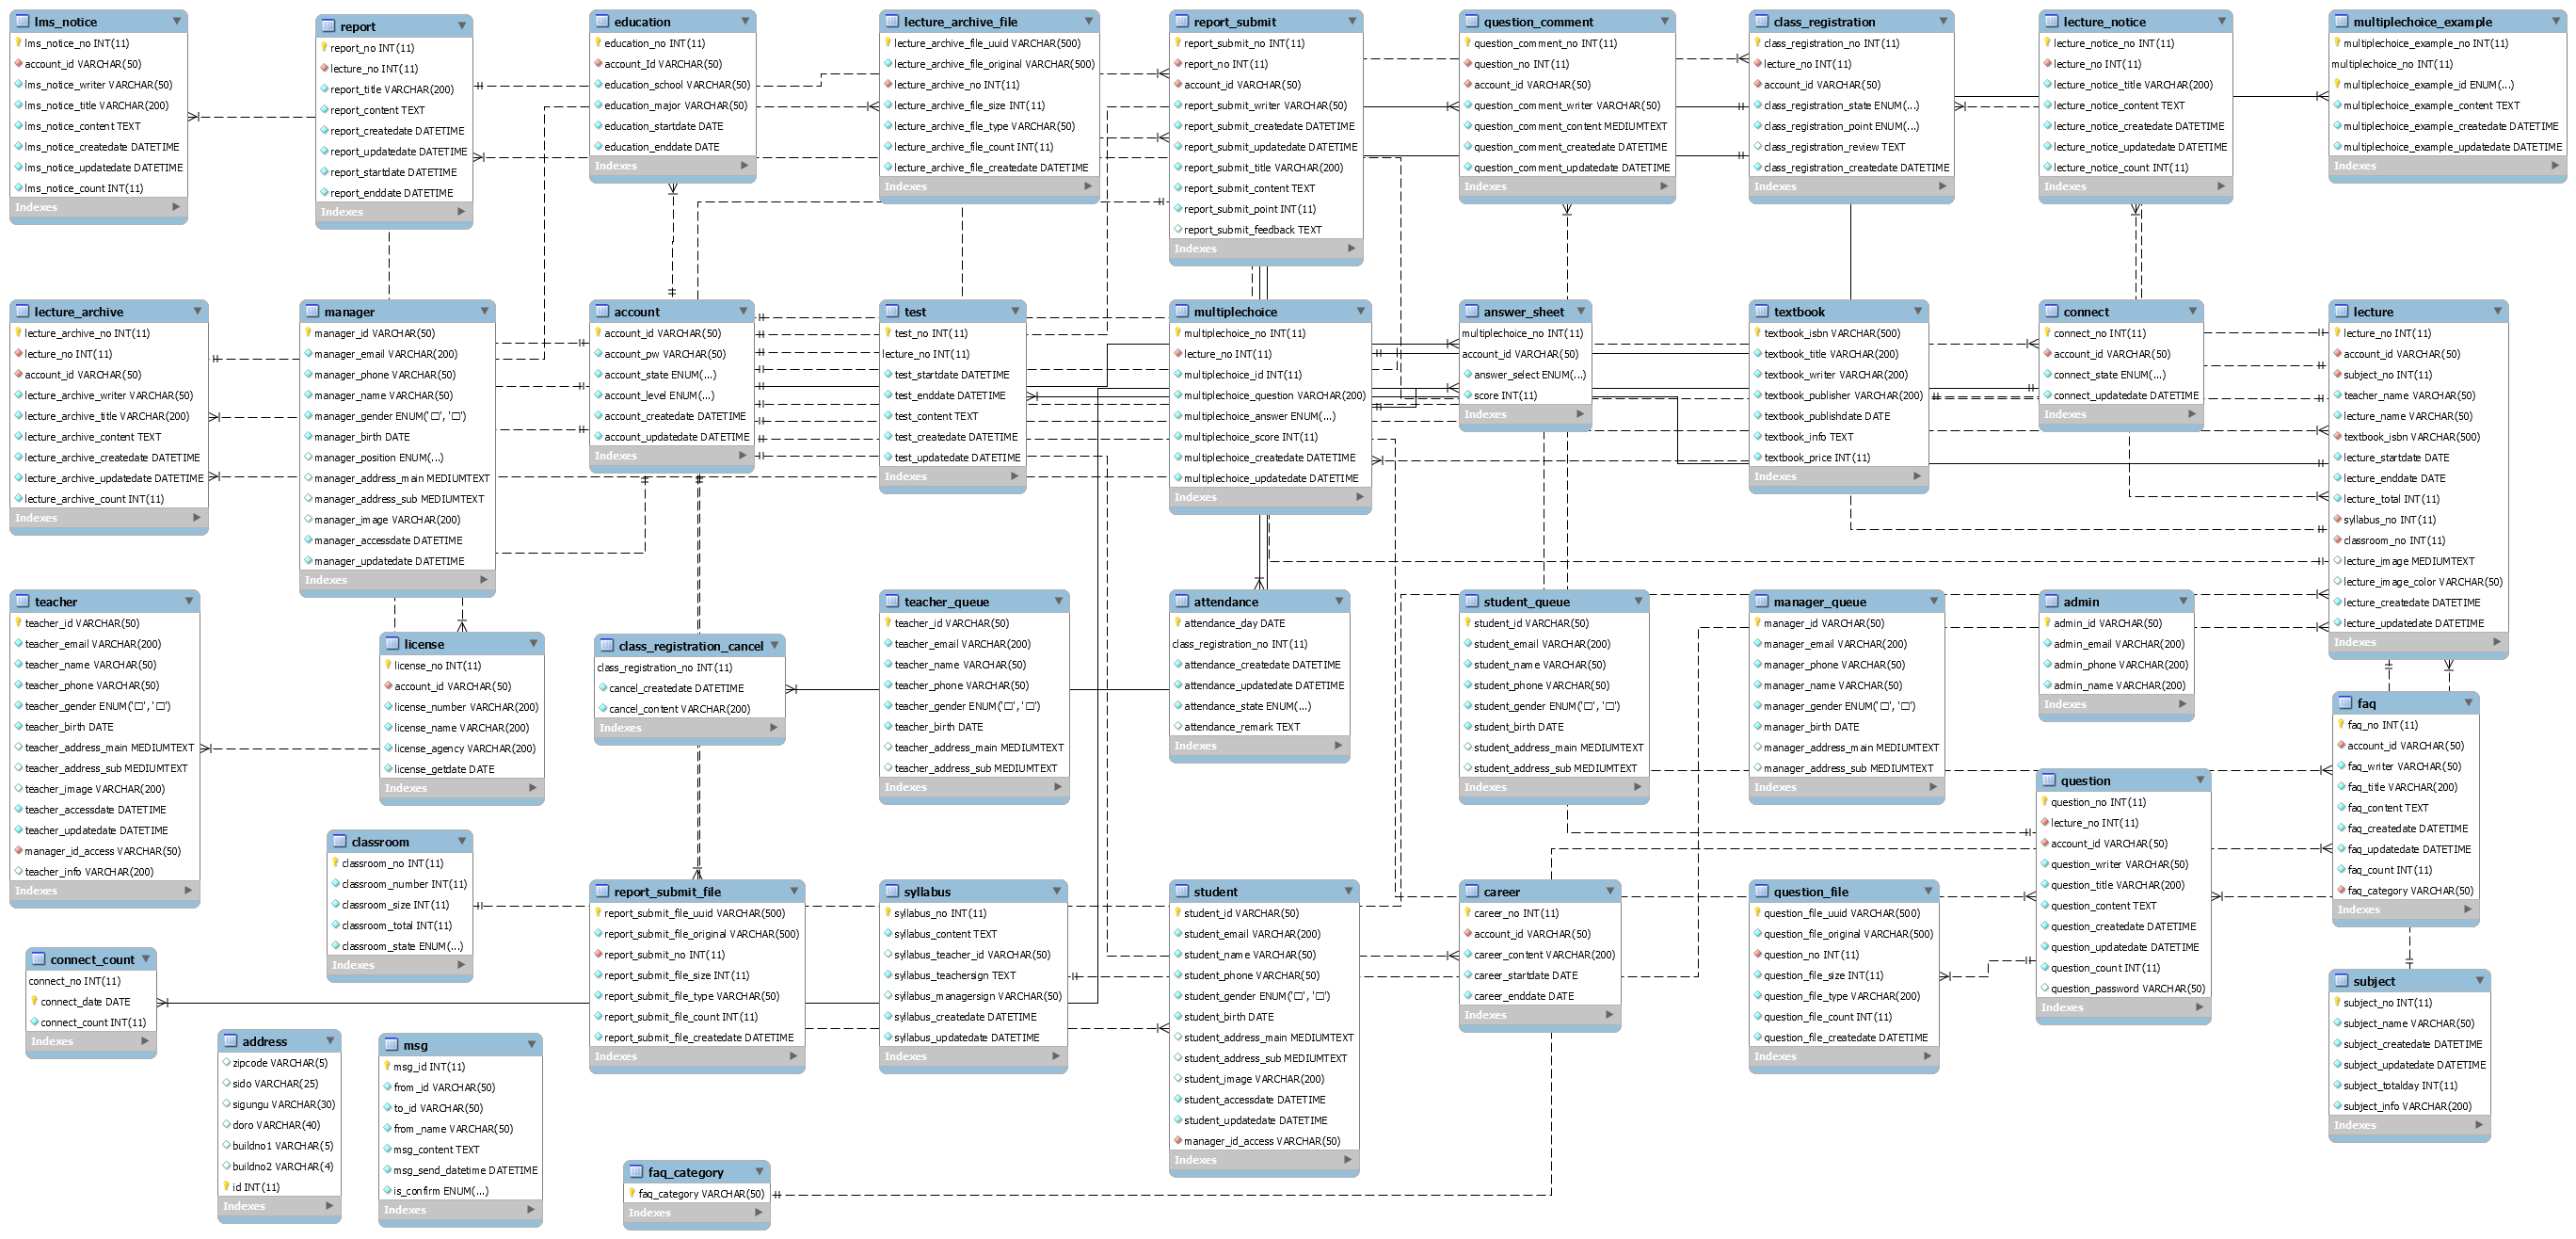 lms_notice
lms_notice_no INT(11)
account_id VARCHAR(50)
lms_notice_writer VARCHAR(50)
lms_notice_title VARCHAR(200)
lms_notice_content TEXT
lms_notice_createdate DATETIME
lms_notice_updatedate DATETIME
lms_notice_count INT(11)
Indexes
report
report_no INT(11)
lecture_no INT(11)
report_title VARCHAR(200)
report_content TEXT
report_createdate DATETIME
report_updatedate DATETIME
report_startdate DATETIME
report_enddate DATETIME
Indexes
education
education_no INT(11)
account_Id VARCHAR(50)
education_school VARCHAR(50)
education_major VARCHAR(50)
education_startdate DATE
education_enddate DATE
Indexes
lecture_archive_file
lecture_archive_file_uuid VARCHAR(500)
lecture_archive_file_original VARCHAR(500)
lecture_archive_no INT(11)
lecture_archive_file_size INT(11)
lecture_archive_file_type VARCHAR(50)
lecture_archive_file_count INT(11)
lecture_archive_file_createdate DATETIME
Indexes
report_submit
report_submit_no INT(11)
report_no INT(11)
account_id VARCHAR(50)
report_submit_writer VARCHAR(50)
report_submit_createdate DATETIME
report_submit_updatedate DATETIME
report_submit_title VARCHAR(200)
report_submit_content TEXT
report_submit_point INT(11)
report_submit_feedback TEXT
Indexes
question_comment
question_comment_no INT(11)
question_no INT(11)
account_id VARCHAR(50)
question_comment_writer VARCHAR(50)
question_comment_content MEDIUMTEXT
question_comment_createdate DATETIME
question_comment_updatedate DATETIME
Indexes
class_registration
class_registration_no INT(11)
lecture_no INT(11)
account_id VARCHAR(50)
class_registration_state ENUM(...)
class_registration_point ENUM(...)
class_registration_review TEXT
class_registration_createdate DATETIME
Indexes
lecture_notice
lecture_notice_no INT(11)
lecture_no INT(11)
lecture_notice_title VARCHAR(200)
lecture_notice_content TEXT
lecture_notice_createdate DATETIME
lecture_notice_updatedate DATETIME
lecture_notice_count INT(11)
Indexes
multiplechoice_example
multiplechoice_example_no INT(11)
multiplechoice_no INT(11)
multiplechoice_example_id ENUM(...)
multiplechoice_example_content TEXT
multiplechoice_example_createdate DATETIME
multiplechoice_example_updatedate DATETIME
Indexes
lecture_archive
lecture_archive_no INT(11)
lecture_no INT(11)
account_id VARCHAR(50)
lecture_archive_writer VARCHAR(50)
lecture_archive_title VARCHAR(200)
lecture_archive_content TEXT
lecture_archive_createdate DATETIME
lecture_archive_updatedate DATETIME
lecture_archive_count INT(11)
Indexes
manager
manager_id VARCHAR(50)
manager_email VARCHAR(200)
manager_phone VARCHAR(50)
manager_name VARCHAR(50)
manager_gender ENUM('□', '□')
manager_birth DATE
manager_position ENUM(...)
manager_address_main MEDIUMTEXT
manager_address_sub MEDIUMTEXT
manager_image VARCHAR(200)
manager_accessdate DATETIME
manager_updatedate DATETIME
Indexes
account
account_id VARCHAR(50)
account_pw VARCHAR(50)
account_state ENUM(...)
account_level ENUM(...)
account_createdate DATETIME
account_updatedate DATETIME
Indexes
test
test_no INT(11)
lecture_no INT(11)
test_startdate DATETIME
test_enddate DATETIME
test_content TEXT
test_createdate DATETIME
test_updatedate DATETIME
Indexes
multiplechoice
multiplechoice_no INT(11)
lecture_no INT(11)
multiplechoice_id INT(11)
multiplechoice_question VARCHAR(200)
multiplechoice_answer ENUM(...)
multiplechoice_score INT(11)
multiplechoice_createdate DATETIME
multiplechoice_updatedate DATETIME
Indexes
answer_sheet
multiplechoice_no INT(11)
account_id VARCHAR(50)
answer_select ENUM(...)
score INT(11)
Indexes
textbook
textbook_isbn VARCHAR(500)
textbook_title VARCHAR(200)
textbook_writer VARCHAR(200)
textbook_publisher VARCHAR(200)
textbook_publishdate DATE
textbook_info TEXT
textbook_price INT(11)
Indexes
connect
connect_no INT(11)
account_id VARCHAR(50)
connect_state ENUM(...)
connect_updatedate DATETIME
Indexes
lecture
lecture_no INT(11)
account_id VARCHAR(50)
subject_no INT(11)
teacher_name VARCHAR(50)
lecture_name VARCHAR(50)
textbook_isbn VARCHAR(500)
lecture_startdate DATE
lecture_enddate DATE
lecture_total INT(11)
syllabus_no INT(11)
classroom_no INT(11)
lecture_image MEDIUMTEXT
lecture_image_color VARCHAR(50)
lecture_createdate DATETIME
lecture_updatedate DATETIME
Indexes
teacher
teacher_id VARCHAR(50)
teacher_email VARCHAR(200)
teacher_name VARCHAR(50)
teacher_phone VARCHAR(50)
teacher_gender ENUM('□', '□')
teacher_birth DATE
teacher_address_main MEDIUMTEXT
teacher_address_sub MEDIUMTEXT
teacher_image VARCHAR(200)
teacher_accessdate DATETIME
teacher_updatedate DATETIME
manager_id_access VARCHAR(50)
teacher_info VARCHAR(200)
Indexes
license
license_no INT(11)
account_id VARCHAR(50)
license_number VARCHAR(200)
license_name VARCHAR(200)
license_agency VARCHAR(200)
license_getdate DATE
Indexes
class_registration_cancel
class_registration_no INT(11)
cancel_createdate DATETIME
cancel_content VARCHAR(200)
Indexes
teacher_queue
teacher_id VARCHAR(50)
teacher_email VARCHAR(200)
teacher_name VARCHAR(50)
teacher_phone VARCHAR(50)
teacher_gender ENUM('□', '□')
teacher_birth DATE
teacher_address_main MEDIUMTEXT
teacher_address_sub MEDIUMTEXT
Indexes
attendance
attendance_day DATE
class_registration_no INT(11)
attendance_createdate DATETIME
attendance_updatedate DATETIME
attendance_state ENUM(...)
attendance_remark TEXT
Indexes
student_queue
student_id VARCHAR(50)
student_email VARCHAR(200)
student_name VARCHAR(50)
student_phone VARCHAR(50)
student_gender ENUM('□', '□')
student_birth DATE
student_address_main MEDIUMTEXT
student_address_sub MEDIUMTEXT
Indexes
manager_queue
manager_id VARCHAR(50)
manager_email VARCHAR(200)
manager_phone VARCHAR(50)
manager_name VARCHAR(50)
manager_gender ENUM('□', '□')
manager_birth DATE
manager_address_main MEDIUMTEXT
manager_address_sub MEDIUMTEXT
Indexes
admin
admin_id VARCHAR(50)
admin_email VARCHAR(200)
admin_phone VARCHAR(200)
admin_name VARCHAR(200)
Indexes
faq
faq_no INT(11)
account_id VARCHAR(50)
faq_writer VARCHAR(50)
faq_title VARCHAR(200)
faq_content TEXT
faq_createdate DATETIME
faq_updatedate DATETIME
faq_count INT(11)
faq_category VARCHAR(50)
Indexes
question
question_no INT(11)
lecture_no INT(11)
account_id VARCHAR(50)
question_writer VARCHAR(50)
question_title VARCHAR(200)
question_content TEXT
question_createdate DATETIME
question_updatedate DATETIME
question_count INT(11)
question_password VARCHAR(50)
Indexes
classroom
classroom_no INT(11)
classroom_number INT(11)
classroom_size INT(11)
classroom_total INT(11)
classroom_state ENUM(...)
Indexes
report_submit_file
report_submit_file_uuid VARCHAR(500)
report_submit_file_original VARCHAR(500)
report_submit_no INT(11)
report_submit_file_size INT(11)
report_submit_file_type VARCHAR(50)
report_submit_file_count INT(11)
report_submit_file_createdate DATETIME
Indexes
syllabus
syllabus_no INT(11)
syllabus_content TEXT
syllabus_teacher_id VARCHAR(50)
syllabus_teachersign TEXT
syllabus_managersign VARCHAR(50)
syllabus_createdate DATETIME
syllabus_updatedate DATETIME
Indexes
student
student_id VARCHAR(50)
student_email VARCHAR(200)
student_name VARCHAR(50)
student_phone VARCHAR(50)
student_gender ENUM('□', '□')
student_birth DATE
student_address_main MEDIUMTEXT
student_address_sub MEDIUMTEXT
student_image VARCHAR(200)
student_accessdate DATETIME
student_updatedate DATETIME
manager_id_access VARCHAR(50)
Indexes
career
career_no INT(11)
account_id VARCHAR(50)
career_content VARCHAR(200)
career_startdate DATE
career_enddate DATE
Indexes
question_file
question_file_uuid VARCHAR(500)
question_file_original VARCHAR(500)
question_no INT(11)
question_file_size INT(11)
question_file_type VARCHAR(200)
question_file_count INT(11)
question_file_createdate DATETIME
Indexes
connect_count
connect_no INT(11)
connect_date DATE
connect_count INT(11)
Indexes
subject
subject_no INT(11)
subject_name VARCHAR(50)
subject_createdate DATETIME
subject_updatedate DATETIME
subject_totalday INT(11)
subject_info VARCHAR(200)
Indexes
address
zipcode VARCHAR(5)
sido VARCHAR(25)
sigungu VARCHAR(30)
doro VARCHAR(40)
buildno1 VARCHAR(5)
buildno2 VARCHAR(4)
id INT(11)
Indexes
msg
msg_id INT(11)
from_id VARCHAR(50)
to_id VARCHAR(50)
from_name VARCHAR(50)
msg_content TEXT
msg_send_datetime DATETIME
is_confirm ENUM(...)
Indexes
faq_category
faq_category VARCHAR(50)
Indexes